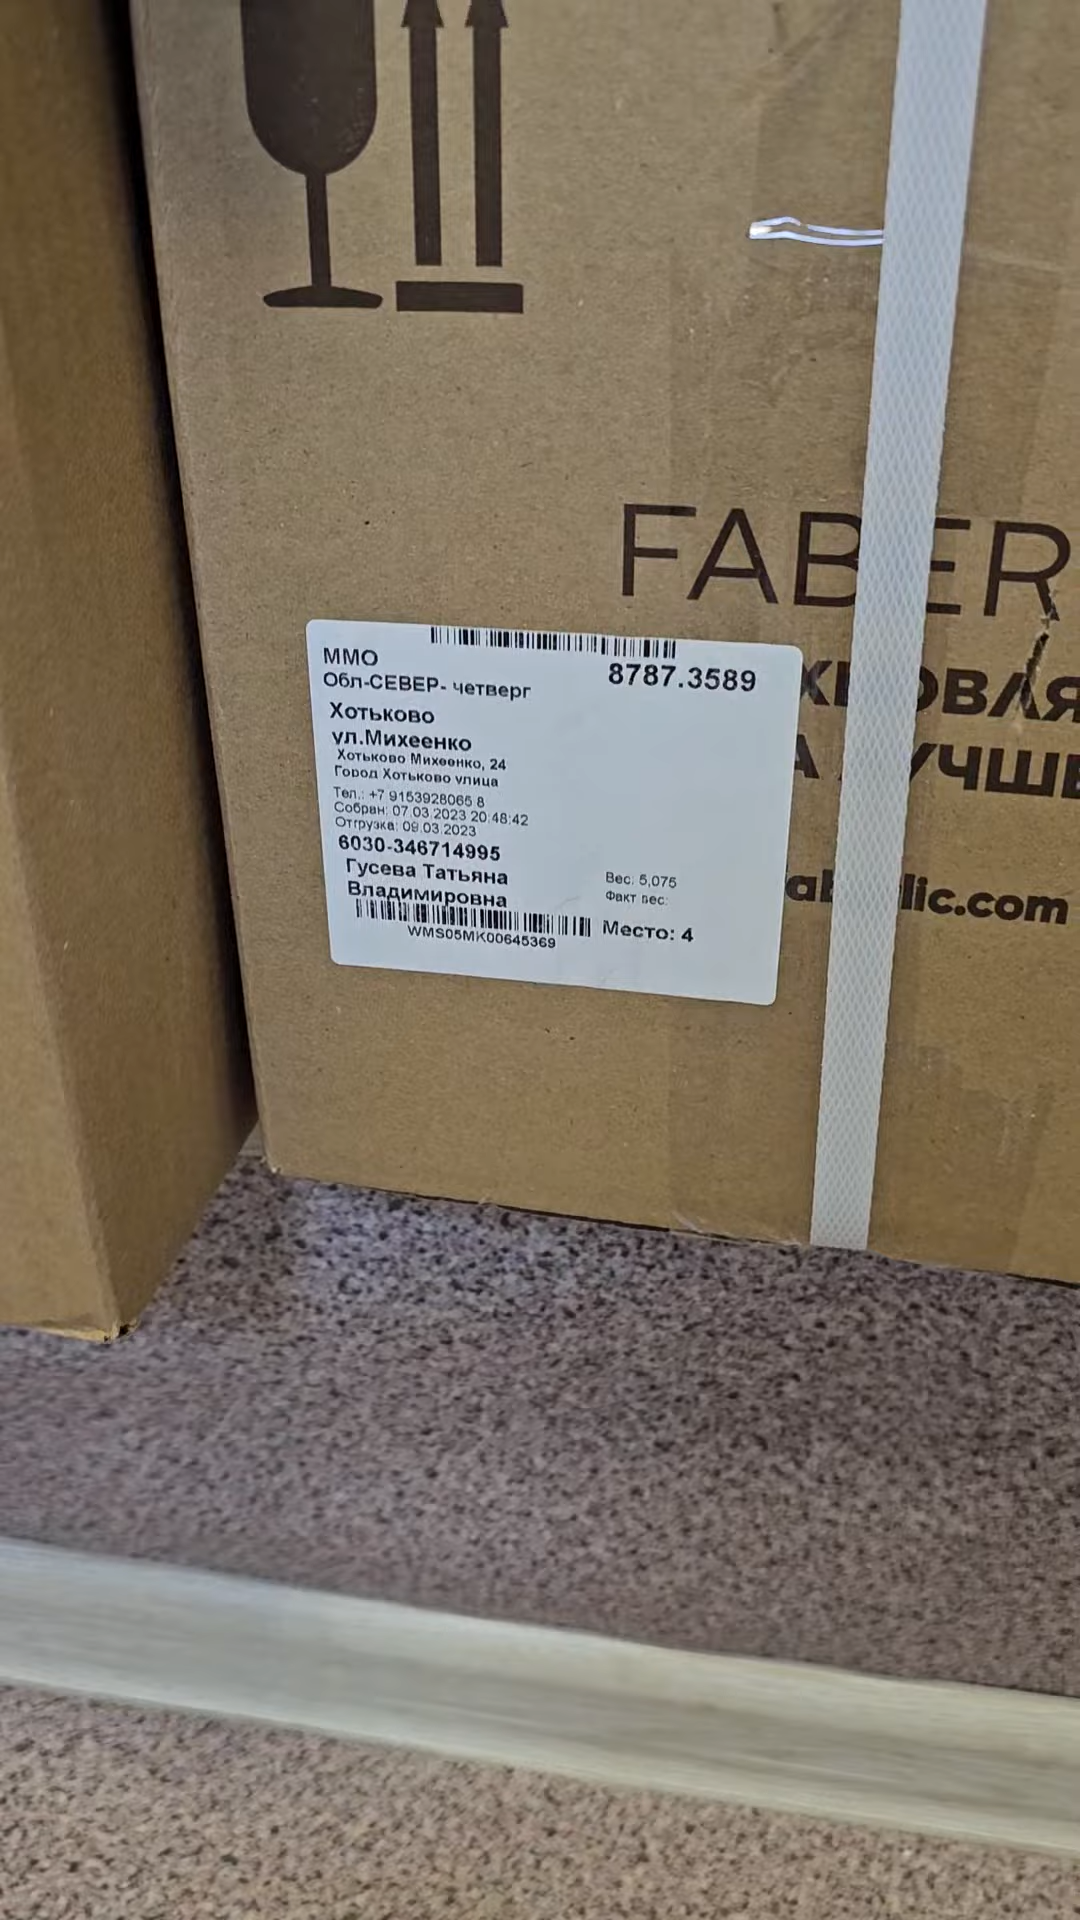 FABER
ММО
8787.3589
Обл-СЕВЕР- четверг
Хотьково
ул.Михеенко
Хотьково Михеенко, 24
Город Хотьково улица
Тел.: +7 9153928065 8
Собран: 07.03.2023 20:48:42
Отгрузка: 09.03.2023
6030-346714995
Гусева Татьяна
Владимировна
Вес: 5,075
Факт вес:
Место: 4
WMS05MK00645369
lic.com